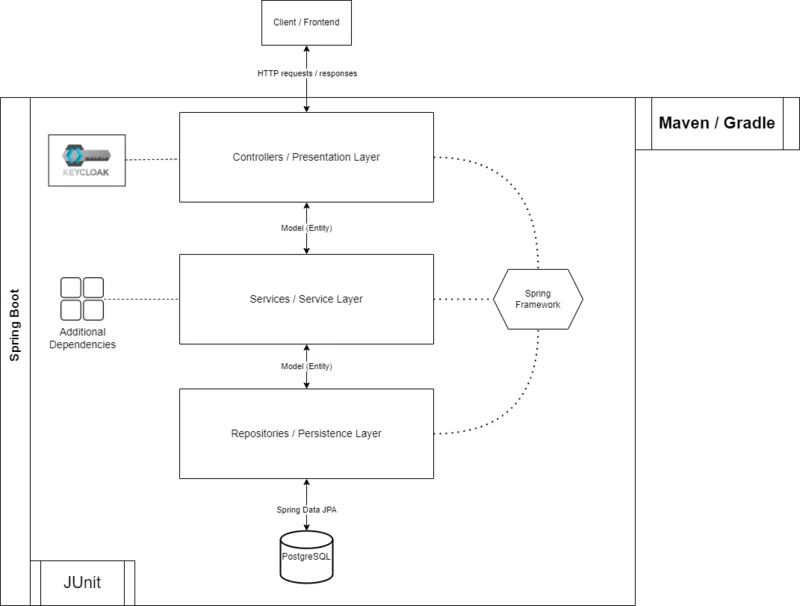 Client / Frontend
HTTP requests / responses
Maven / Gradle
Controllers / Presentation Layer
KEYCLOAK
Model (Entity)
Spring Boot
Services / Service Layer
Spring
Framework
Additional
Dependencies
Model (Entity)
Repositories / Persistence Layer
Spring Data JPA
PostgreSQL
JUnit